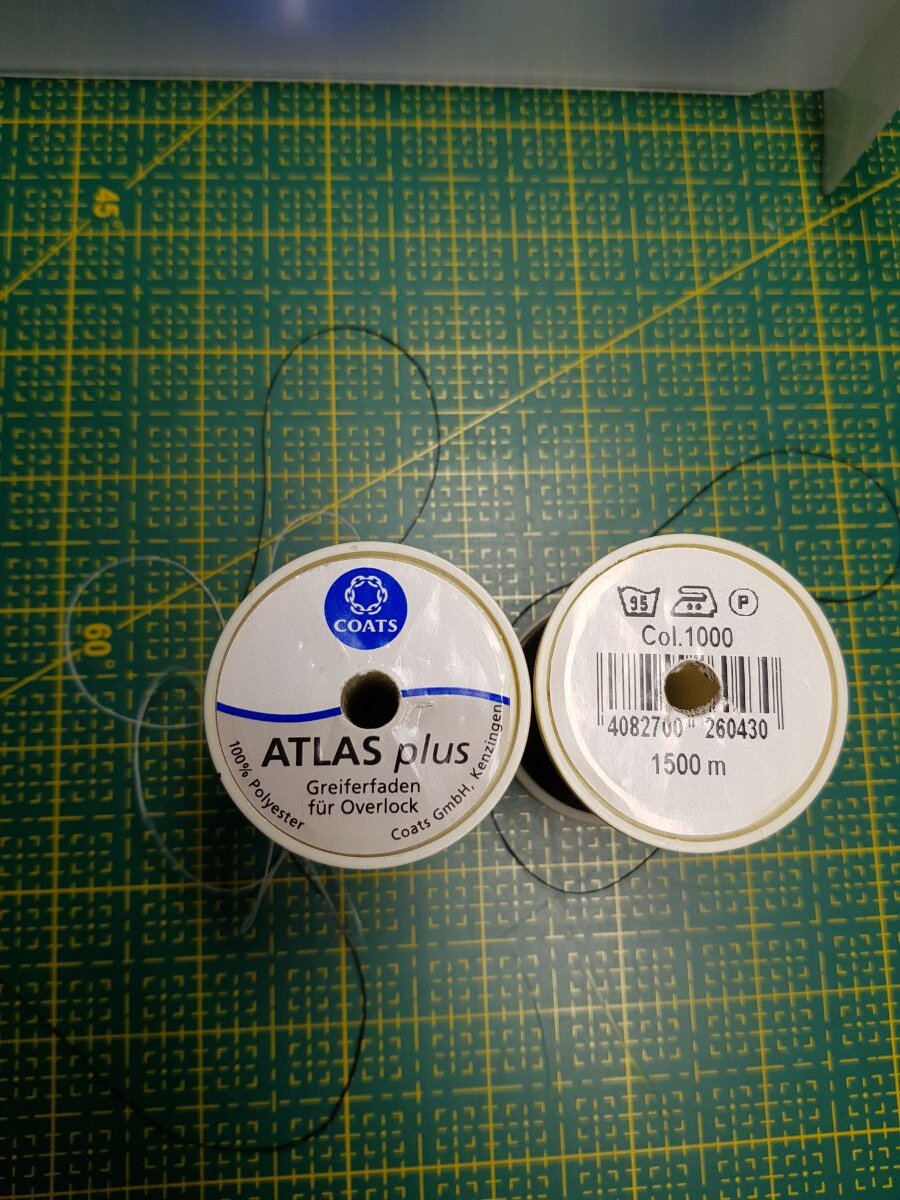 45°
60°
COATS
ATLAS plus
Greiferfaden
für Overlock
100% Polyester
Coats GmbH, Kenzingen
95
P
Col.1000
4082700 260430
1500 m